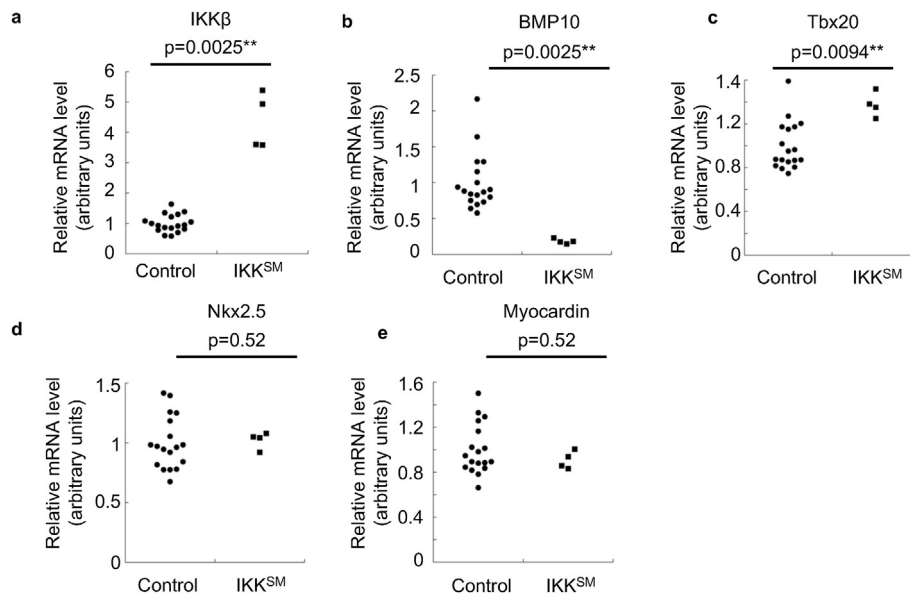 a
IKKβ
p=0.0025**
Relative mRNA level
(arbitrary units)
6
5
4
3
2
1
0
Control
IKKSM
b
BMP10
p=0.0025**
Relative mRNA level
(arbitrary units)
2.5
2
1.5
1
0.5
0
Control
IKKSM
c
Tbx20
p=0.0094**
Relative mRNA level
(arbitrary units)
1.4
1.2
0.8
0.4
0
Control
IKKSM
d
Nkx2.5
p=0.52
Relative mRNA level
(arbitrary units)
1.5
1
0.5
0
Control
IKKSM
e
Myocardin
p=0.52
Relative mRNA level
(arbitrary units)
1.6
1.2
0.8
0.4
0
Control
IKKSM